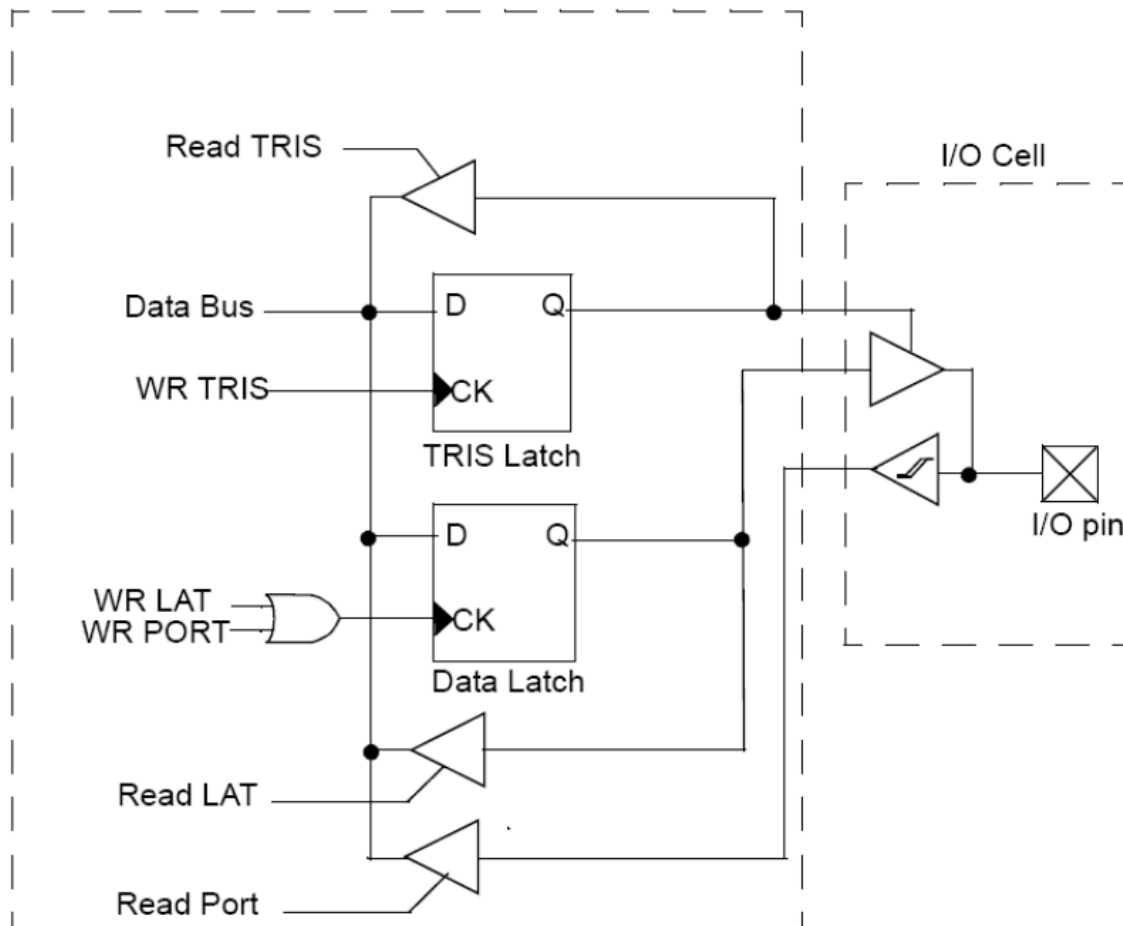 Read TRIS
I/O Cell
Data Bus
D
Q
WR TRIS
CK
TRIS Latch
D
Q
I/O pin
WR LAT
WR PORT
CK
Data Latch
Read LAT
Read Port